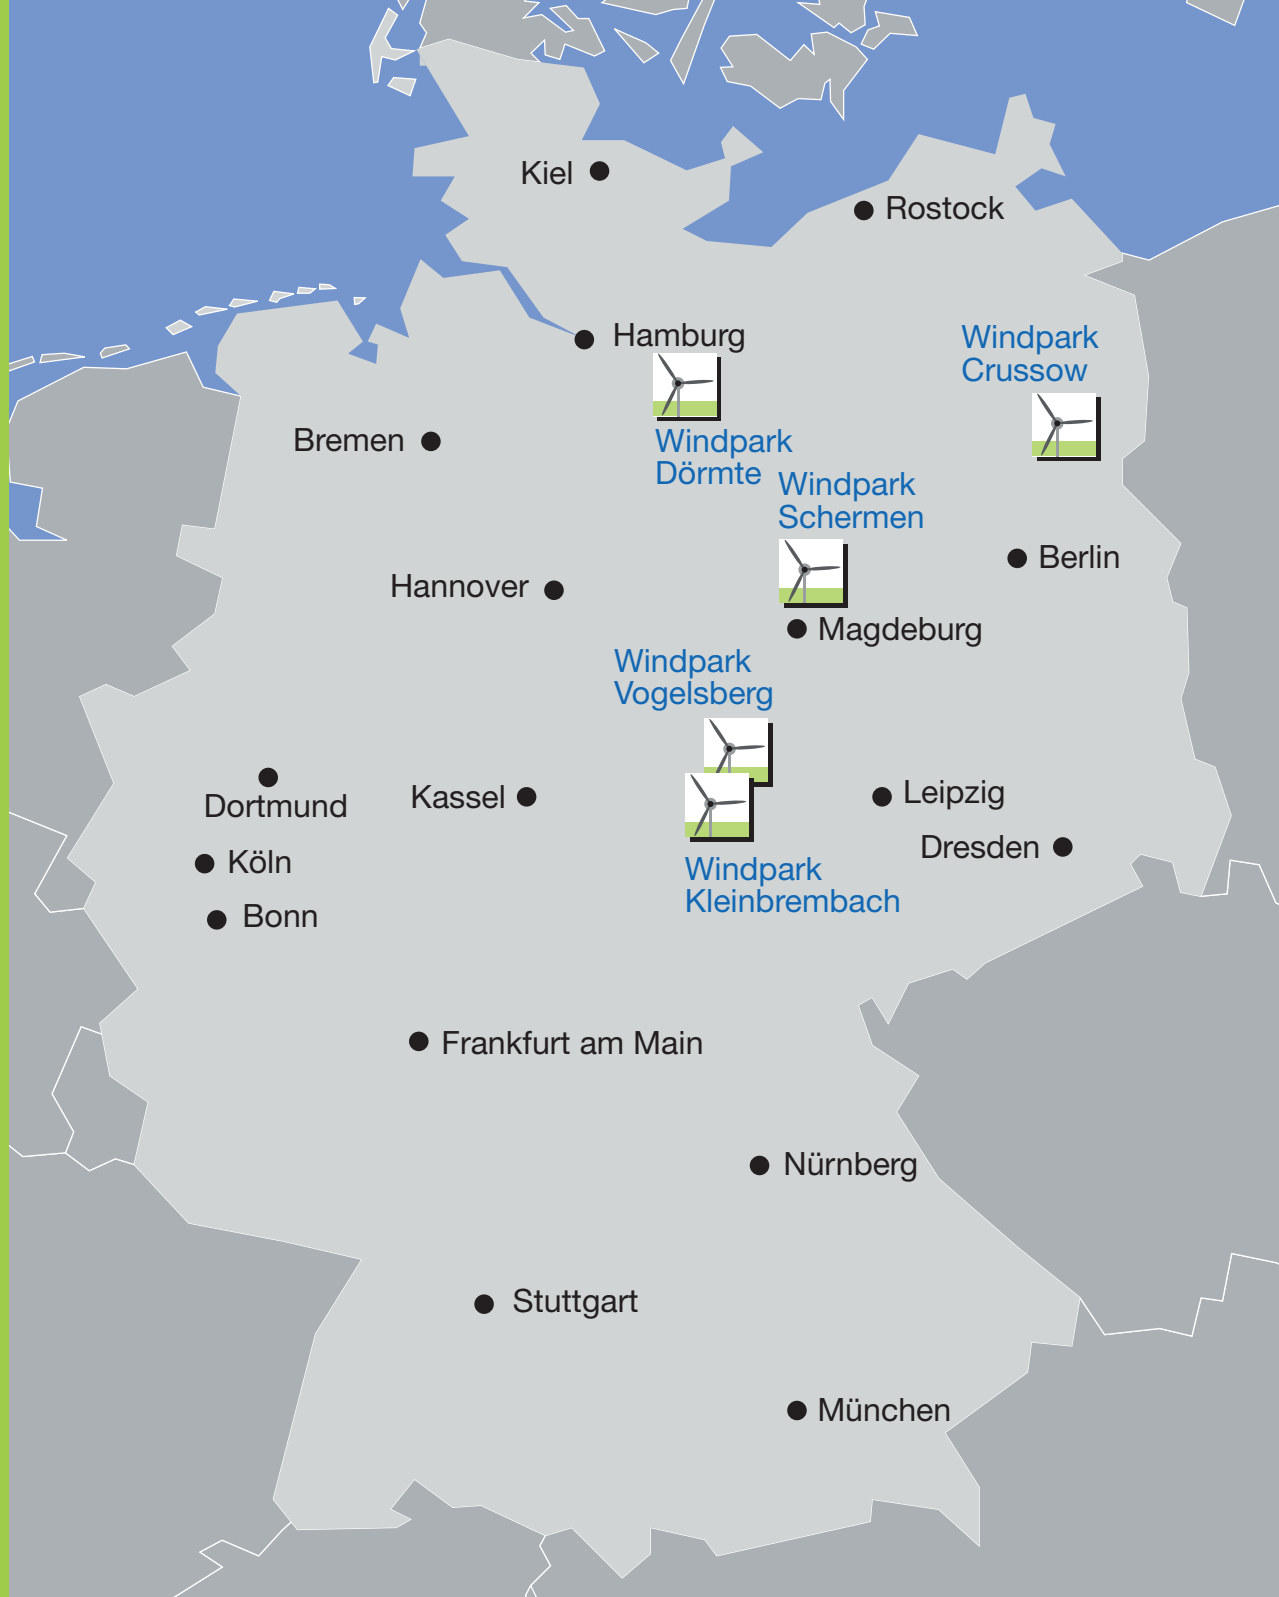 Kiel
Rostock
Hamburg
Windpark
Crussow
Bremen
Windpark
Dörmte
Windpark
Schermen
Berlin
Hannover
Magdeburg
Windpark
Vogelsberg
Dortmund
Kassel
Leipzig
Dresden
Köln
Windpark
Kleinbrembach
Bonn
Frankfurt am Main
Nürnberg
Stuttgart
München